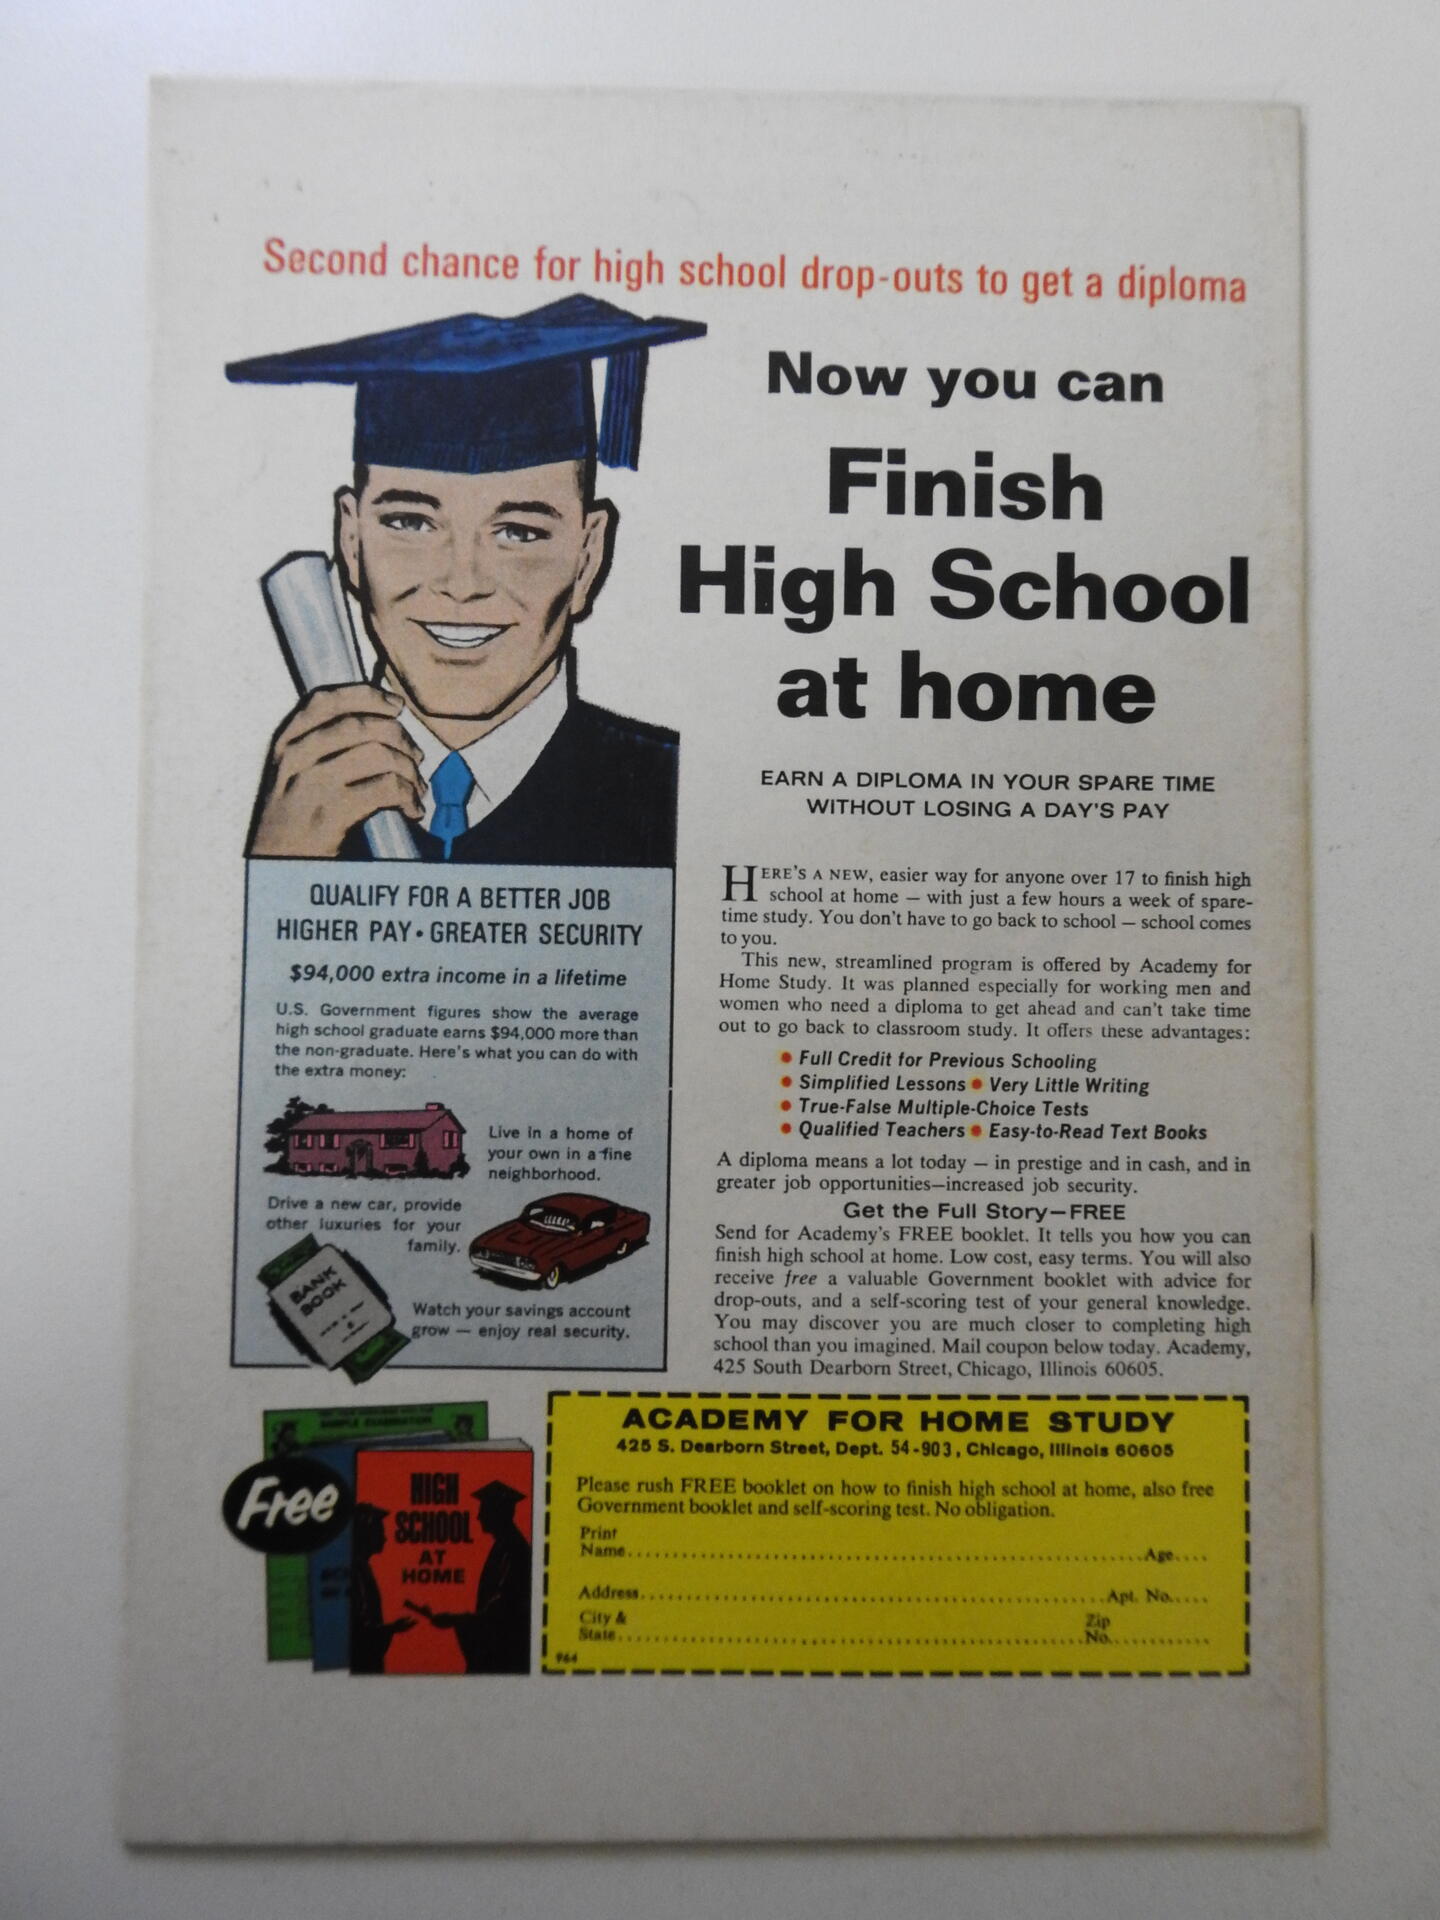 Second chance for high school drop-outs to get a diploma
Now you can
Finish
High School
at home
EARN A DIPLOMA IN YOUR SPARE TIME
WITHOUT LOSING A DAY'S PAY
QUALIFY FOR A BETTER JOB
HIGHER PAY • GREATER SECURITY
$94,000 extra income in a lifetime
U.S. Government figures show the average
high school graduate earns $94,000 more than
the non-graduate. Here's what you can do with
the extra money:
Live in a home of
your own in a fine
neighborhood.
Drive a new car, provide
other luxuries for your
family.
BANK
BOOK
Watch your savings account
grow — enjoy real security.
HERE'S A NEW, easier way for anyone over 17 to finish high
school at home — with just a few hours a week of spare-
time study. You don't have to go back to school — school comes
to you.
This new, streamlined program is offered by Academy for
Home Study. It was planned especially for working men and
women who need a diploma to get ahead and can't take time
out to go back to classroom study. It offers these advantages:
• Full Credit for Previous Schooling
• Simplified Lessons • Very Little Writing
• True-False Multiple-Choice Tests
• Qualified Teachers • Easy-to-Read Text Books
A diploma means a lot today — in prestige and in cash, and in
greater job opportunities—increased job security.
Get the Full Story—FREE
Send for Academy's FREE booklet. It tells you how you can
finish high school at home. Low cost, easy terms. You will also
receive free a valuable Government booklet with advice for
drop-outs, and a self-scoring test of your general knowledge.
You may discover you are much closer to completing high
school than you imagined. Mail coupon below today. Academy,
425 South Dearborn Street, Chicago, Illinois 60605.
SAMPLE EXAMINATION
Free
HIGH
SCHOOL
AT
HOME
ACADEMY FOR HOME STUDY
425 S. Dearborn Street, Dept. 54-903, Chicago, Illinois 60605
Please rush FREE booklet on how to finish high school at home, also free
Government booklet and self-scoring test. No obligation.
Print
Name.......... Age....
Address.......... Apt. No.....
City & Zip
State.......... No..........
964